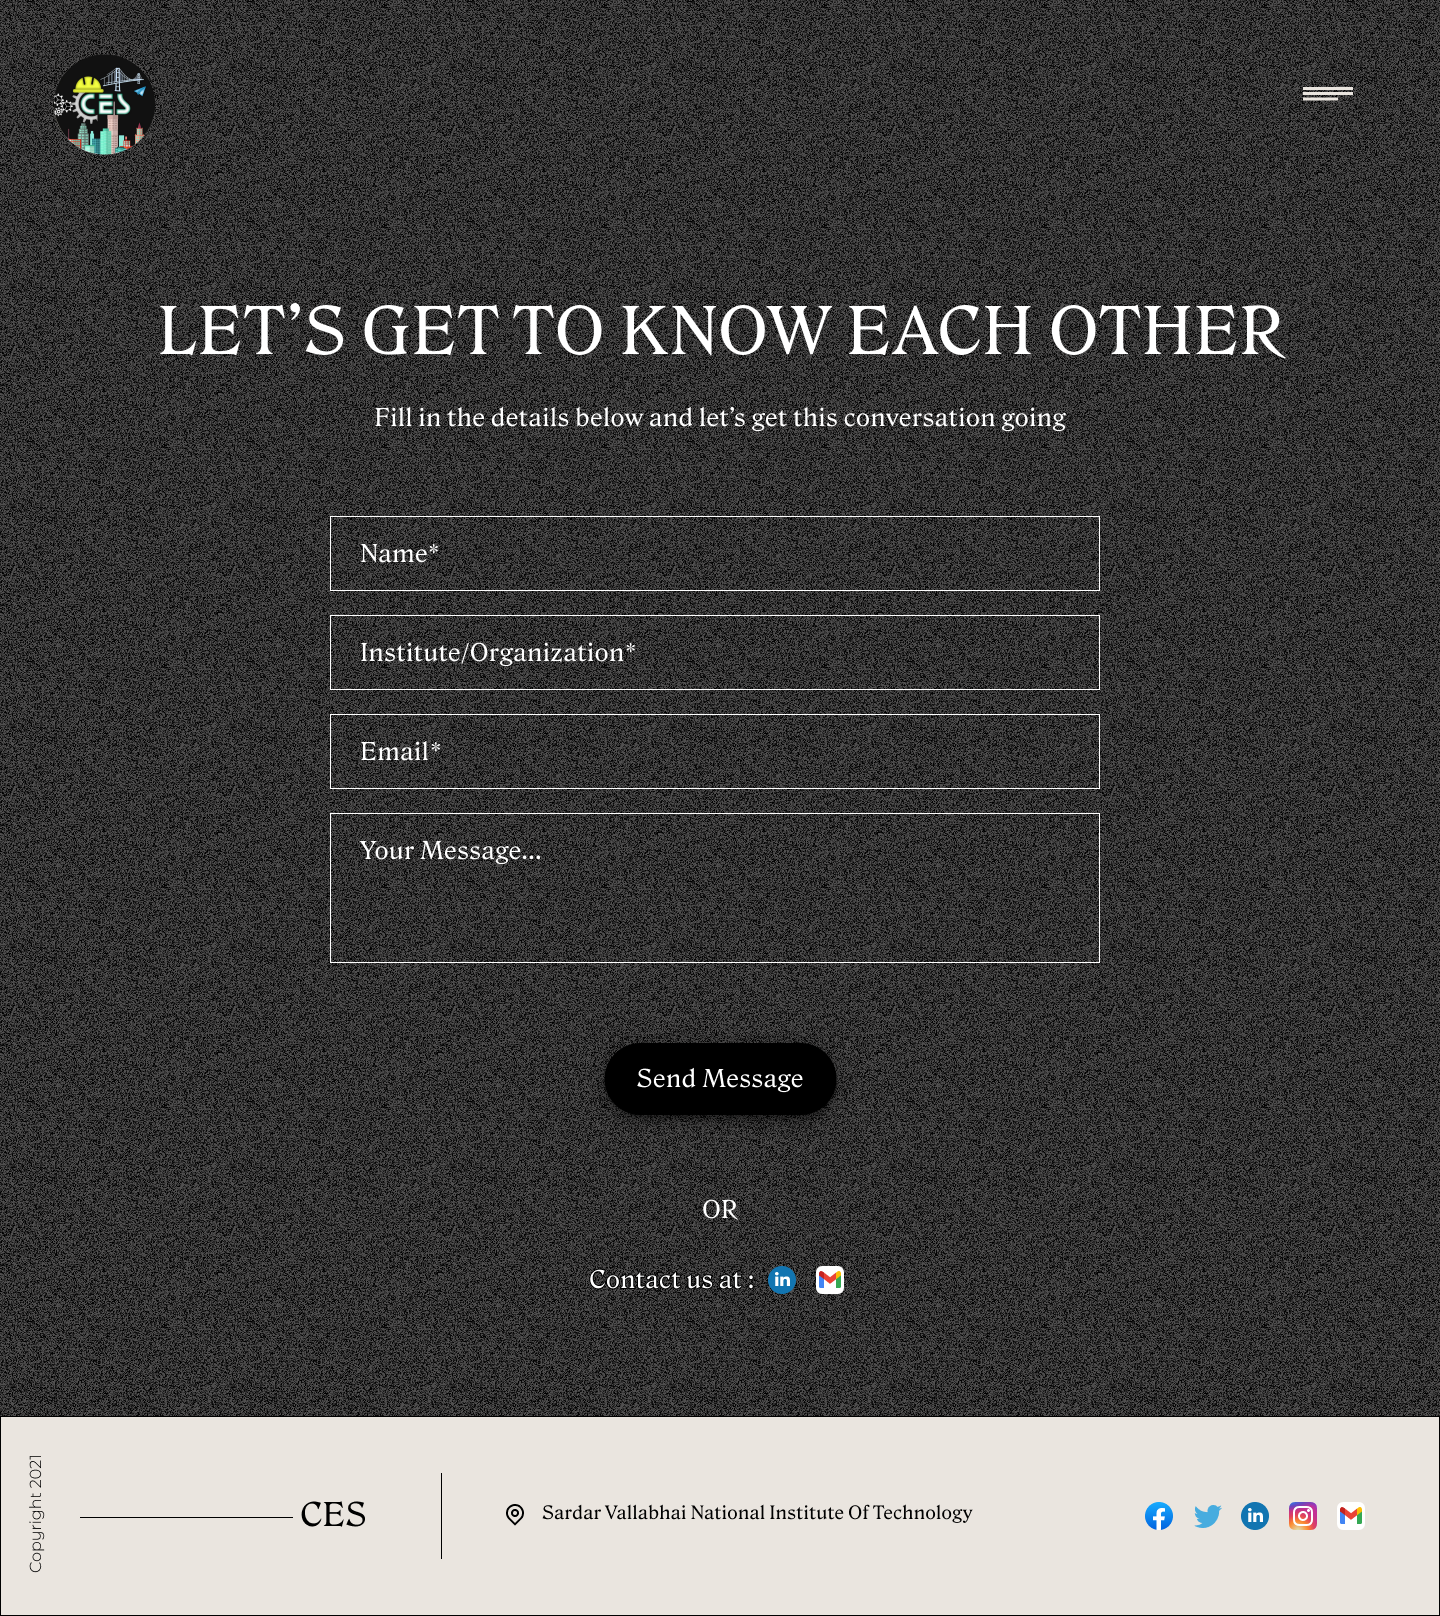 CES
LET’S GET TO KNOW EACH OTHER
Fill in the details below and let’s get this conversation going
Name*
Institute/Organization*
Email*
Your Message...
Send Message
OR
Contact us at : in
Copyright 2021
CES
Sardar Vallabhai National Institute Of Technology
in